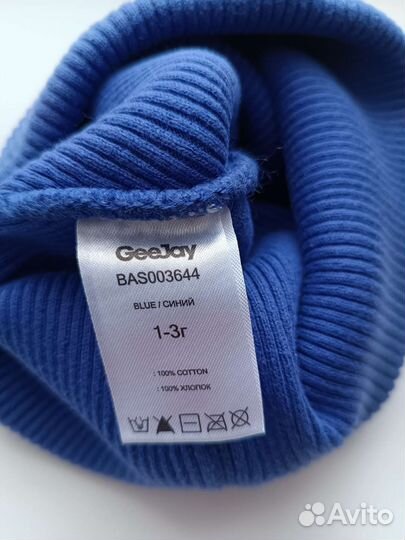 GeeJay
BAS003644
BLUE / СИНИЙ
1-3г
: 100% COTTON
: 100% ХЛОПОК
Avito